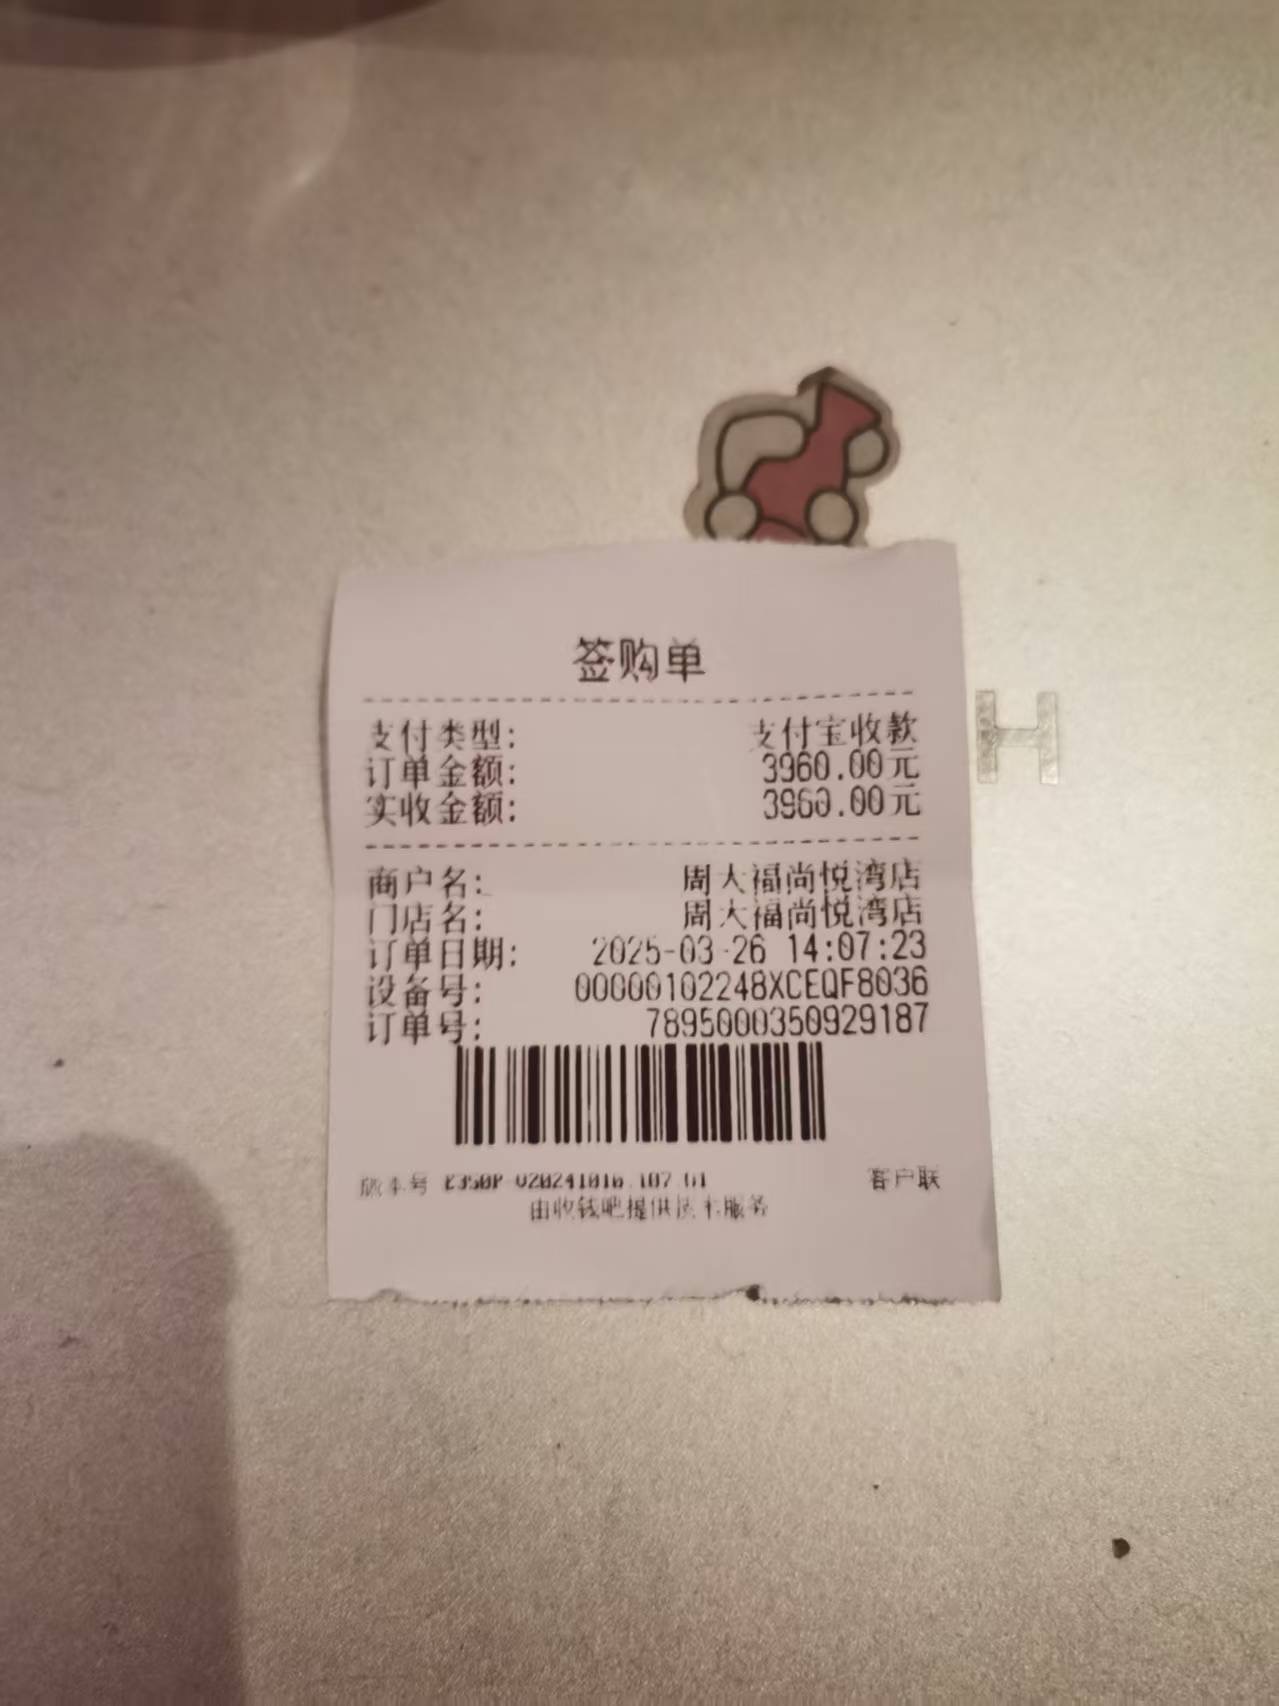 签购单
支付类型: 支付宝收款
订单金额: 3960.00元
实收金额: 3960.00元
商户名: 周大福尚悦湾店
门店名: 周大福尚悦湾店
订单日期: 2025-03-26 14:07:23
设备号: 00000102248XCEQF8036
订单号: 7895000350929187
版本号 客户联
由收钱吧提供技术服务